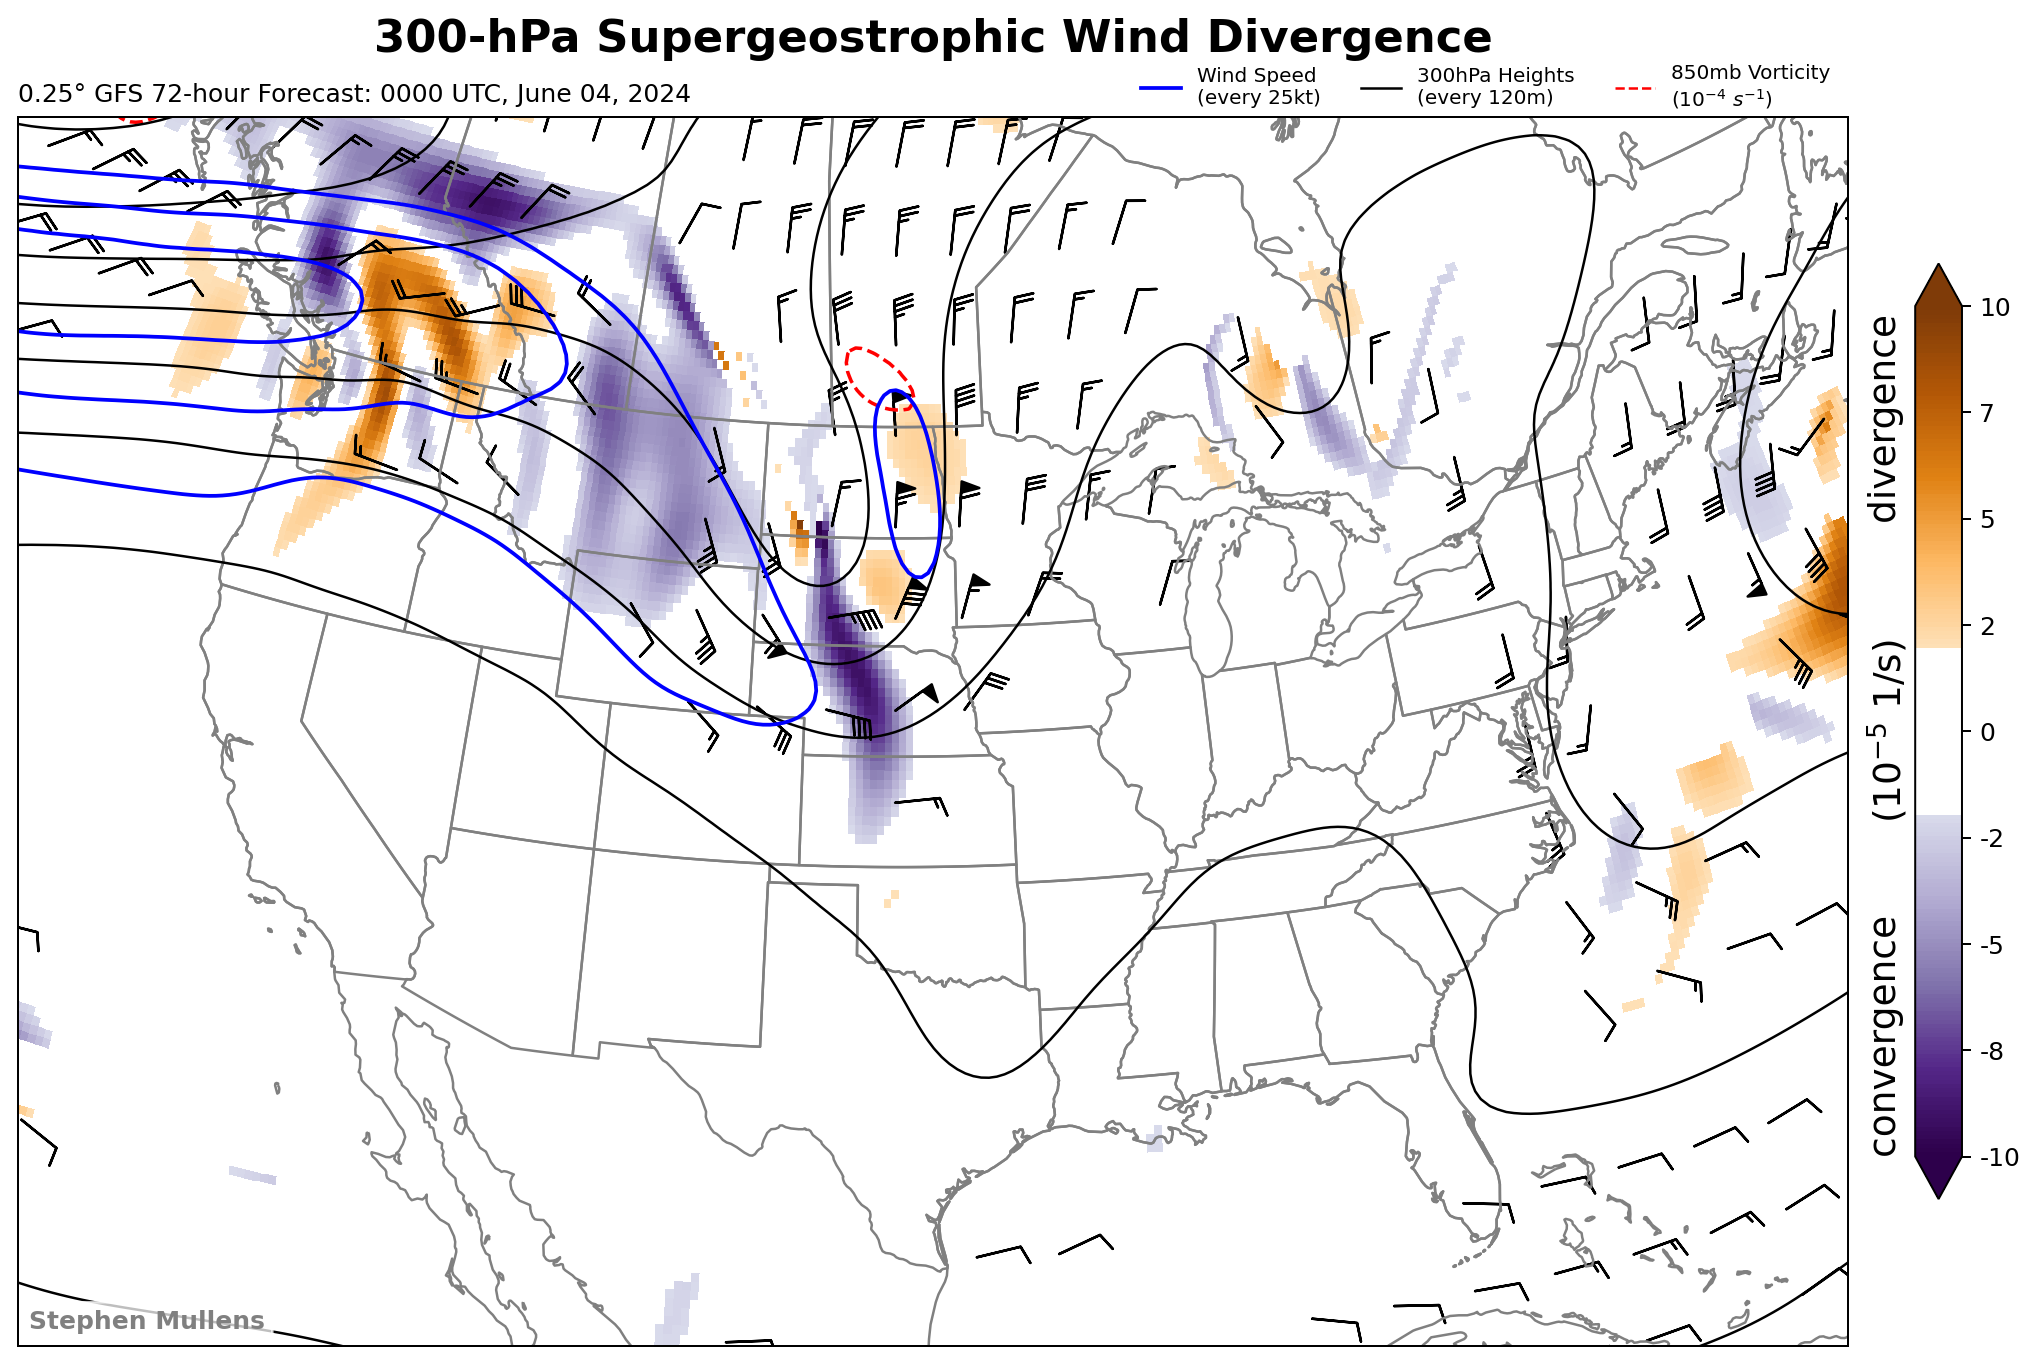 300-hPa Supergeostrophic Wind Divergence
0.25° GFS 72-hour Forecast: 0000 UTC, June 04, 2024
Wind Speed
(every 25kt)
300hPa Heights
(every 120m)
850mb Vorticity
(10⁻⁴ s⁻¹)
10
7
5
2
0
-2
-5
-8
-10
convergence (10⁻⁵ 1/s) divergence
Stephen Mullens